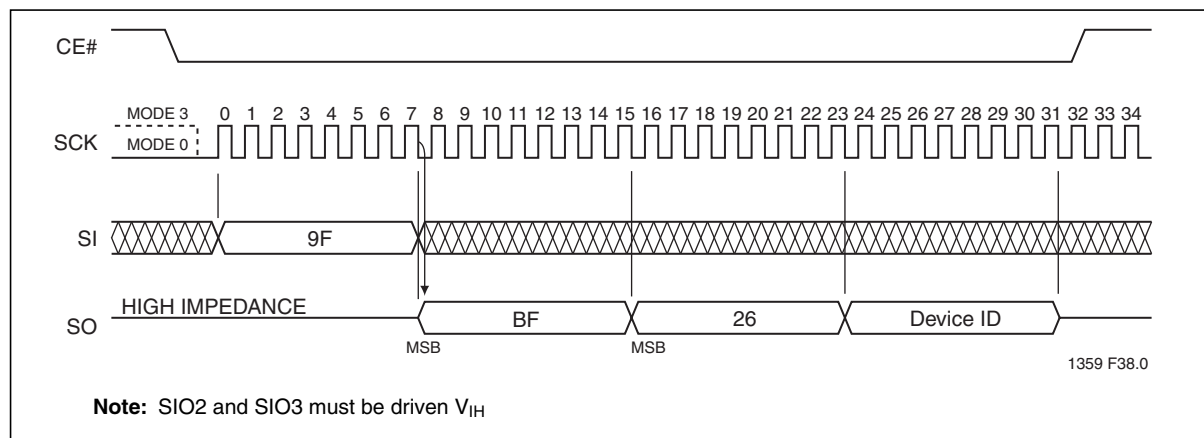 CE#
MODE 3
0 1 2 3 4 5 6 7 8 9 10 11 12 13 14 15 16 17 18 19 20 21 22 23 24 25 26 27 28 29 30 31 32 33 34
SCK
MODE 0
SI
9F
HIGH IMPEDANCE
SO
BF
26
Device ID
MSB
MSB
1359 F38.0
Note: SIO2 and SIO3 must be driven VIH